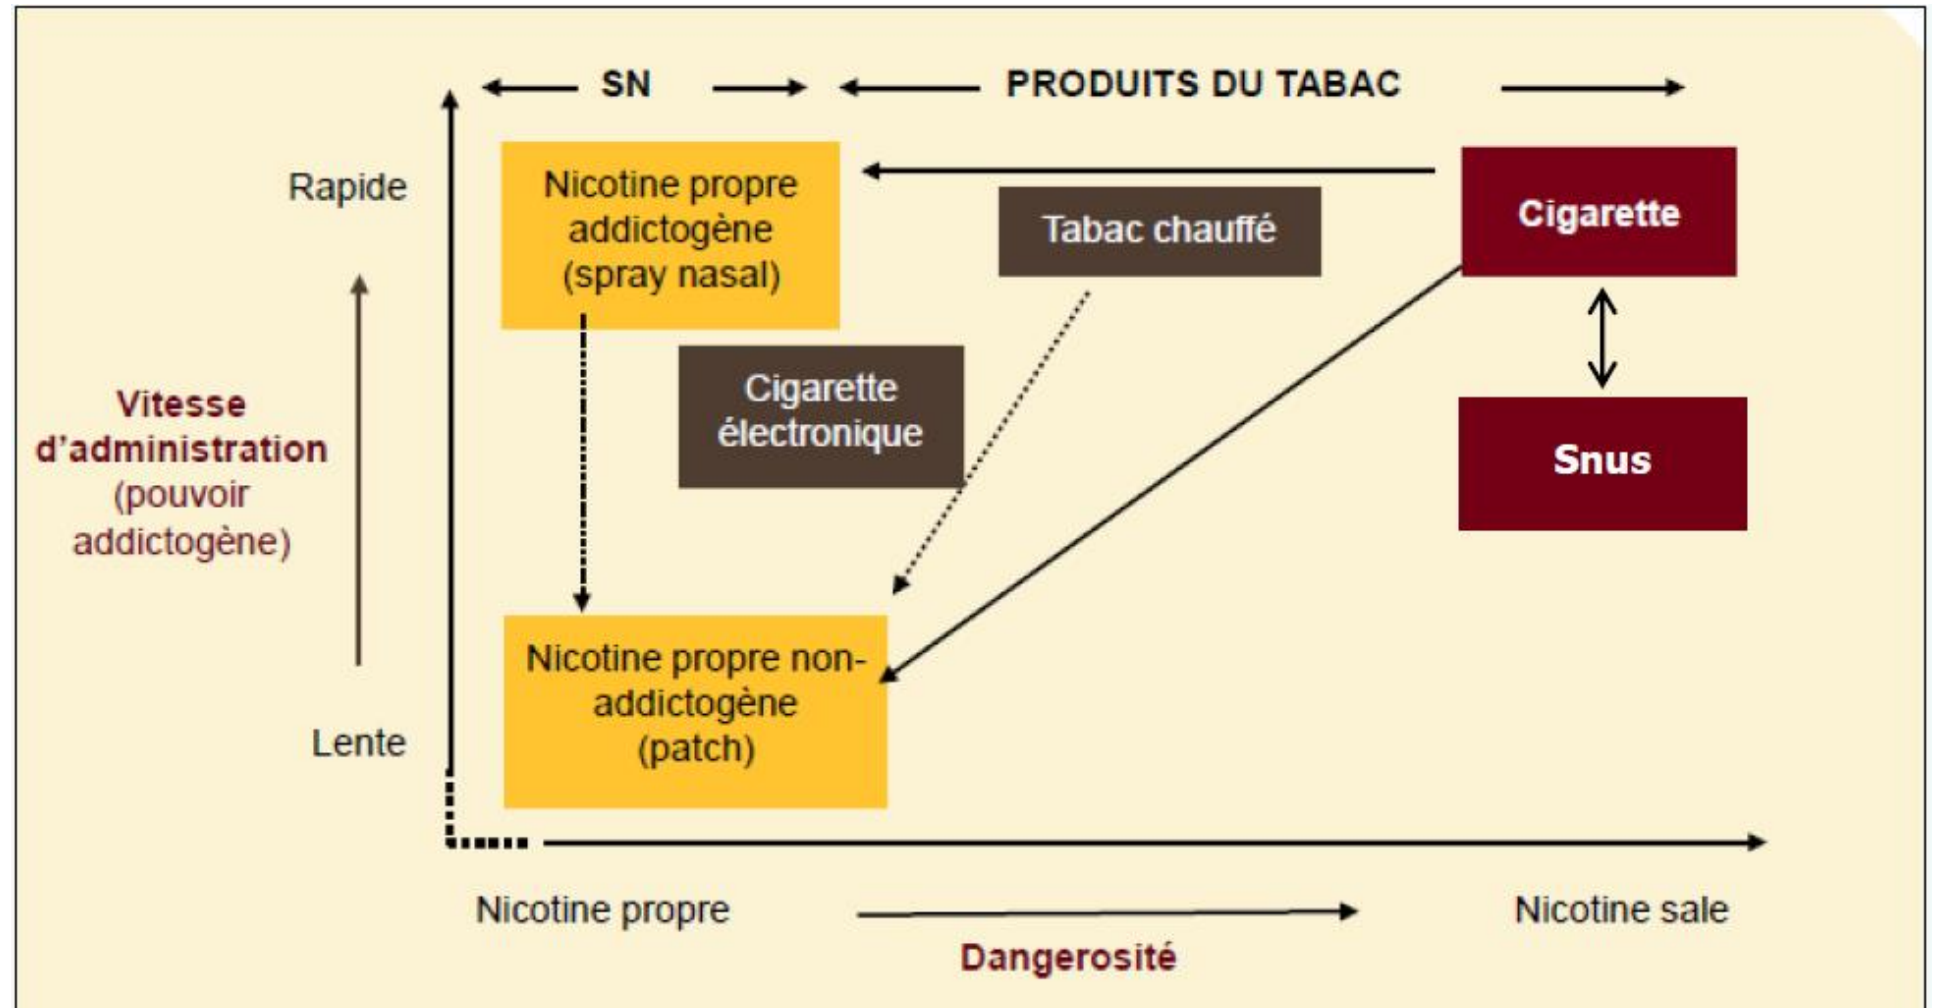 SN
PRODUITS DU TABAC
Rapide
Nicotine propre
addictogène
(spray nasal)
Tabac chauffé
Cigarette
Cigarette
électronique
Vitesse
d'administration
(pouvoir
addictogène)
Snus
Nicotine propre non-
addictogène
(patch)
Lente
Nicotine propre
Nicotine sale
Dangerosité